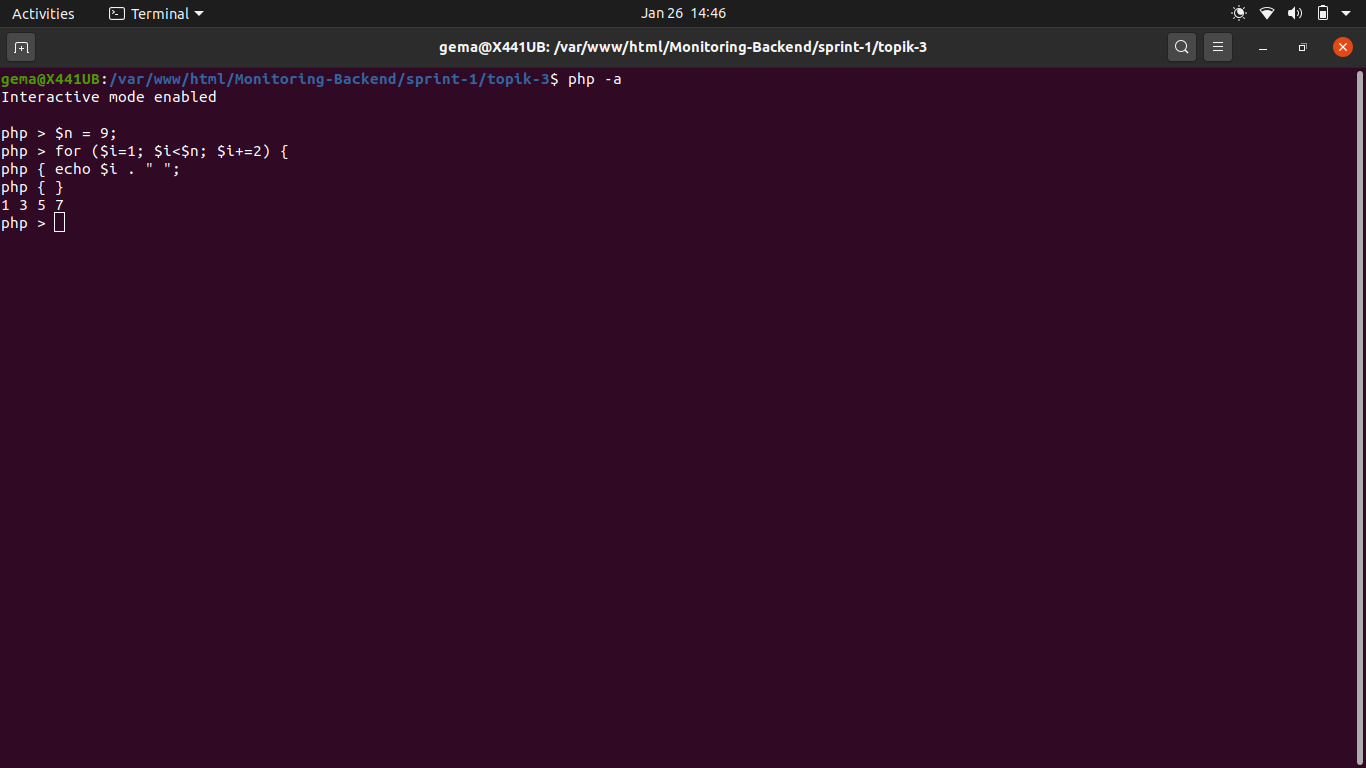 Activities Terminal Jan 26 14:46
gema@X441UB: /var/www/html/Monitoring-Backend/sprint-1/topik-3
gema@X441UB:/var/www/html/Monitoring-Backend/sprint-1/topik-3$ php -a
Interactive mode enabled
php > $n = 9;
php > for ($i=1; $i<$n; $i+=2) {
php { echo $i . " ";
php { }
1 3 5 7
php >